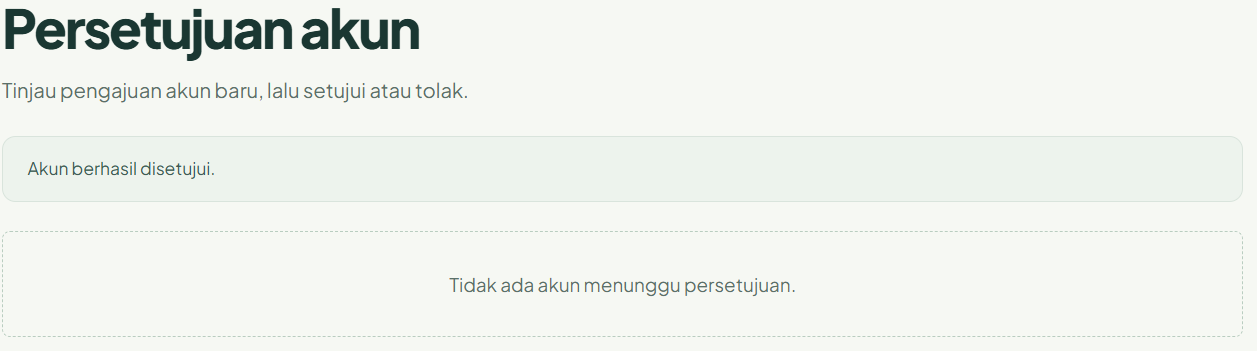 Persetujuan akun
Tinjau pengajuan akun baru, lalu setujui atau tolak.
Akun berhasil disetujui.
Tidak ada akun menunggu persetujuan.